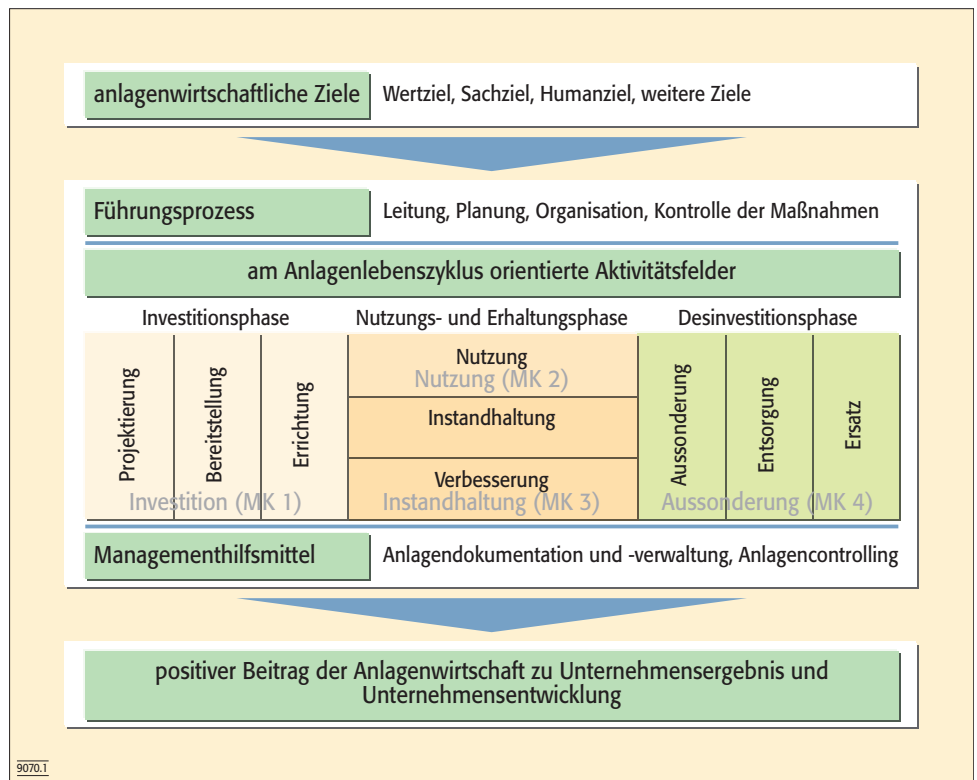 anlagenwirtschaftliche Ziele
Wertziel, Sachziel, Humanziel, weitere Ziele
Führungsprozess
Leitung, Planung, Organisation, Kontrolle der Maßnahmen
am Anlagenlebenszyklus orientierte Aktivitätsfelder
Investitionsphase
Nutzungs- und Erhaltungsphase
Desinvestitionsphase
Projektierung
Bereitstellung
Errichtung
Investition (MK 1)
Nutzung
Nutzung (MK 2)
Instandhaltung
Verbesserung
Instandhaltung (MK 3)
Aussonderung
Entsorgung
Ersatz
Aussonderung (MK 4)
Managementhilfsmittel
Anlagendokumentation und -verwaltung, Anlagencontrolling
positiver Beitrag der Anlagenwirtschaft zu Unternehmensergebnis und
Unternehmensentwicklung
9070.1